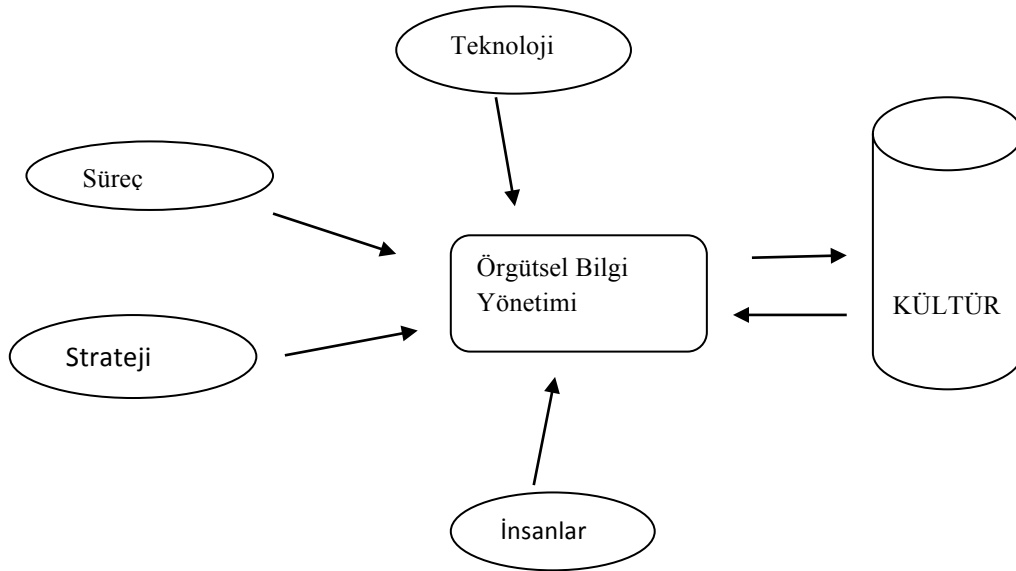 Teknoloji
Süreç
Örgütsel Bilgi
Yönetimi
KÜLTÜR
Strateji
İnsanlar